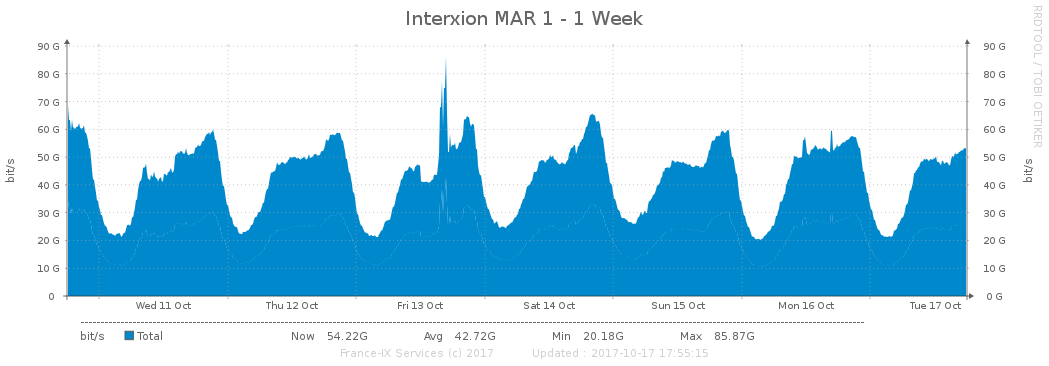 Interxion MAR 1 - 1 Week
RRDTOOL / TOBI OETIKER
90 G 90 G
80 G 80 G
70 G 70 G
60 G 60 G
50 G 50 G
40 G 40 G
30 G 30 G
20 G 20 G
10 G 10 G
0 0 G
bit/s
bit/s
Wed 11 Oct Thu 12 Oct Fri 13 Oct Sat 14 Oct Sun 15 Oct Mon 16 Oct Tue 17 Oct
bit/s Total Now 54.22G Avg 42.72G Min 20.18G Max 85.87G
France-IX Services (c) 2017 Updated : 2017-10-17 17:55:15